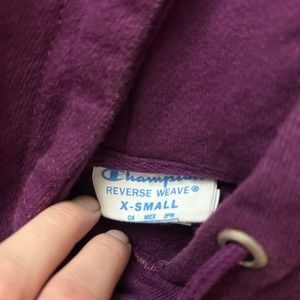 Champion
REVERSE WEAVE®
X-SMALL
CA MEX JPN